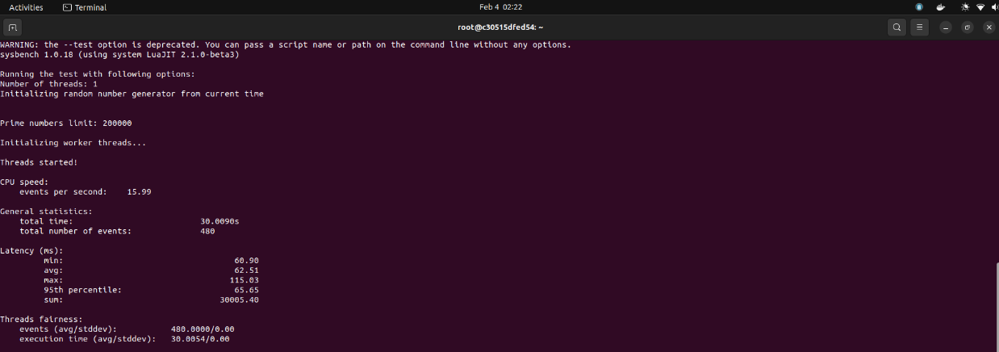 Activities Terminal Feb 4 02:22
root@c30515dfed54: ~
WARNING: the --test option is deprecated. You can pass a script name or path on the command line without any options.
sysbench 1.0.18 (using system LuaJIT 2.1.0-beta3)
Running the test with following options:
Number of threads: 1
Initializing random number generator from current time
Prime numbers limit: 200000
Initializing worker threads...
Threads started!
CPU speed:
events per second: 15.99
General statistics:
total time: 30.0090s
total number of events: 480
Latency (ms):
min: 60.90
avg: 62.51
max: 115.03
95th percentile: 65.65
sum: 30005.40
Threads fairness:
events (avg/stddev): 480.0000/0.00
execution time (avg/stddev): 30.0054/0.00